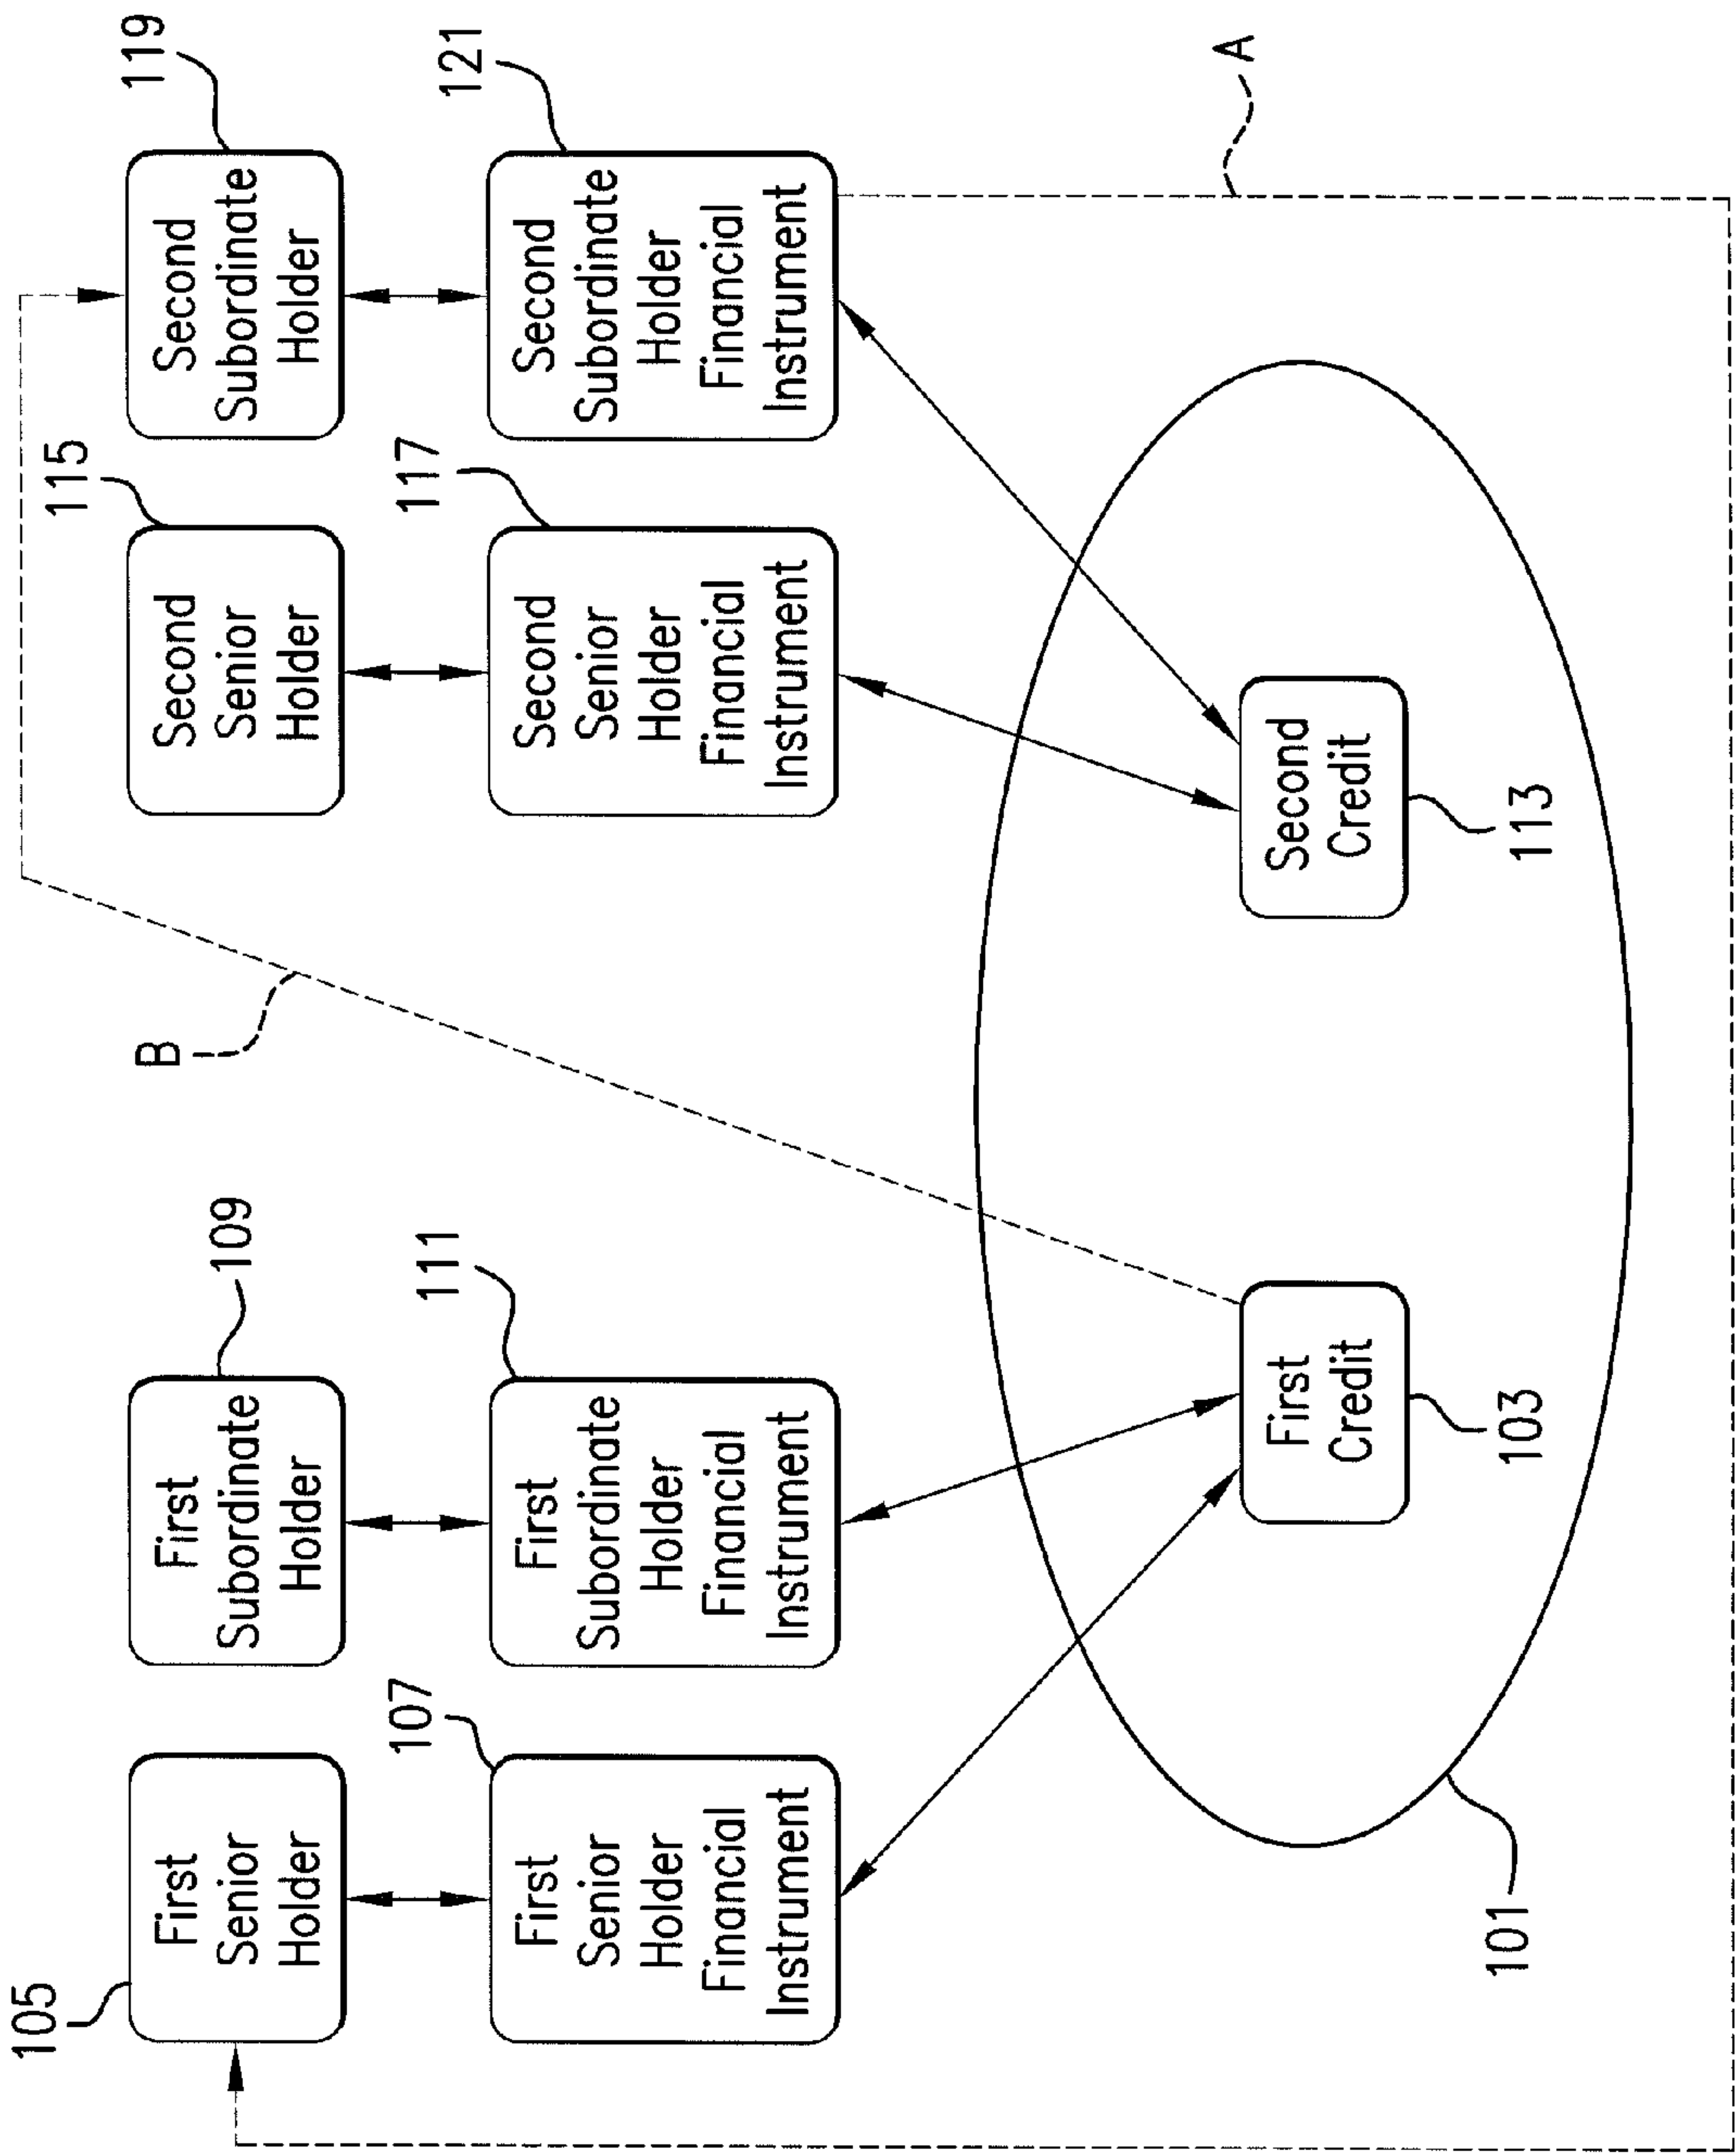 105
First
Senior
Holder
First
Subordinate
Holder
109
115
Second
Senior
Holder
Second
Subordinate
Holder
119
B
107
First
Senior
Holder
Financial
Instrument
First
Subordinate
Holder
Financial
Instrument
111
117
Second
Senior
Holder
Financial
Instrument
Second
Subordinate
Holder
Financial
Instrument
121
First
Credit
103
Second
Credit
113
A
101